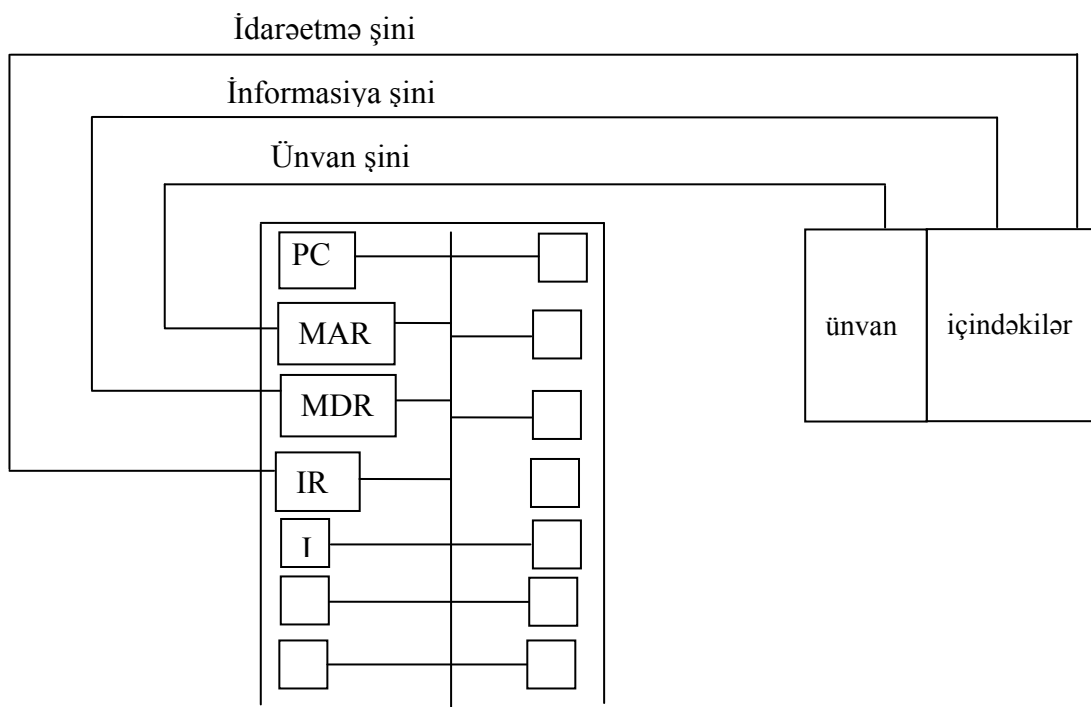 İdarəetmə şini
İnformasiya şini
Ünvan şini
PC
MAR
MDR
IR
I
ünvan
içindəkilər